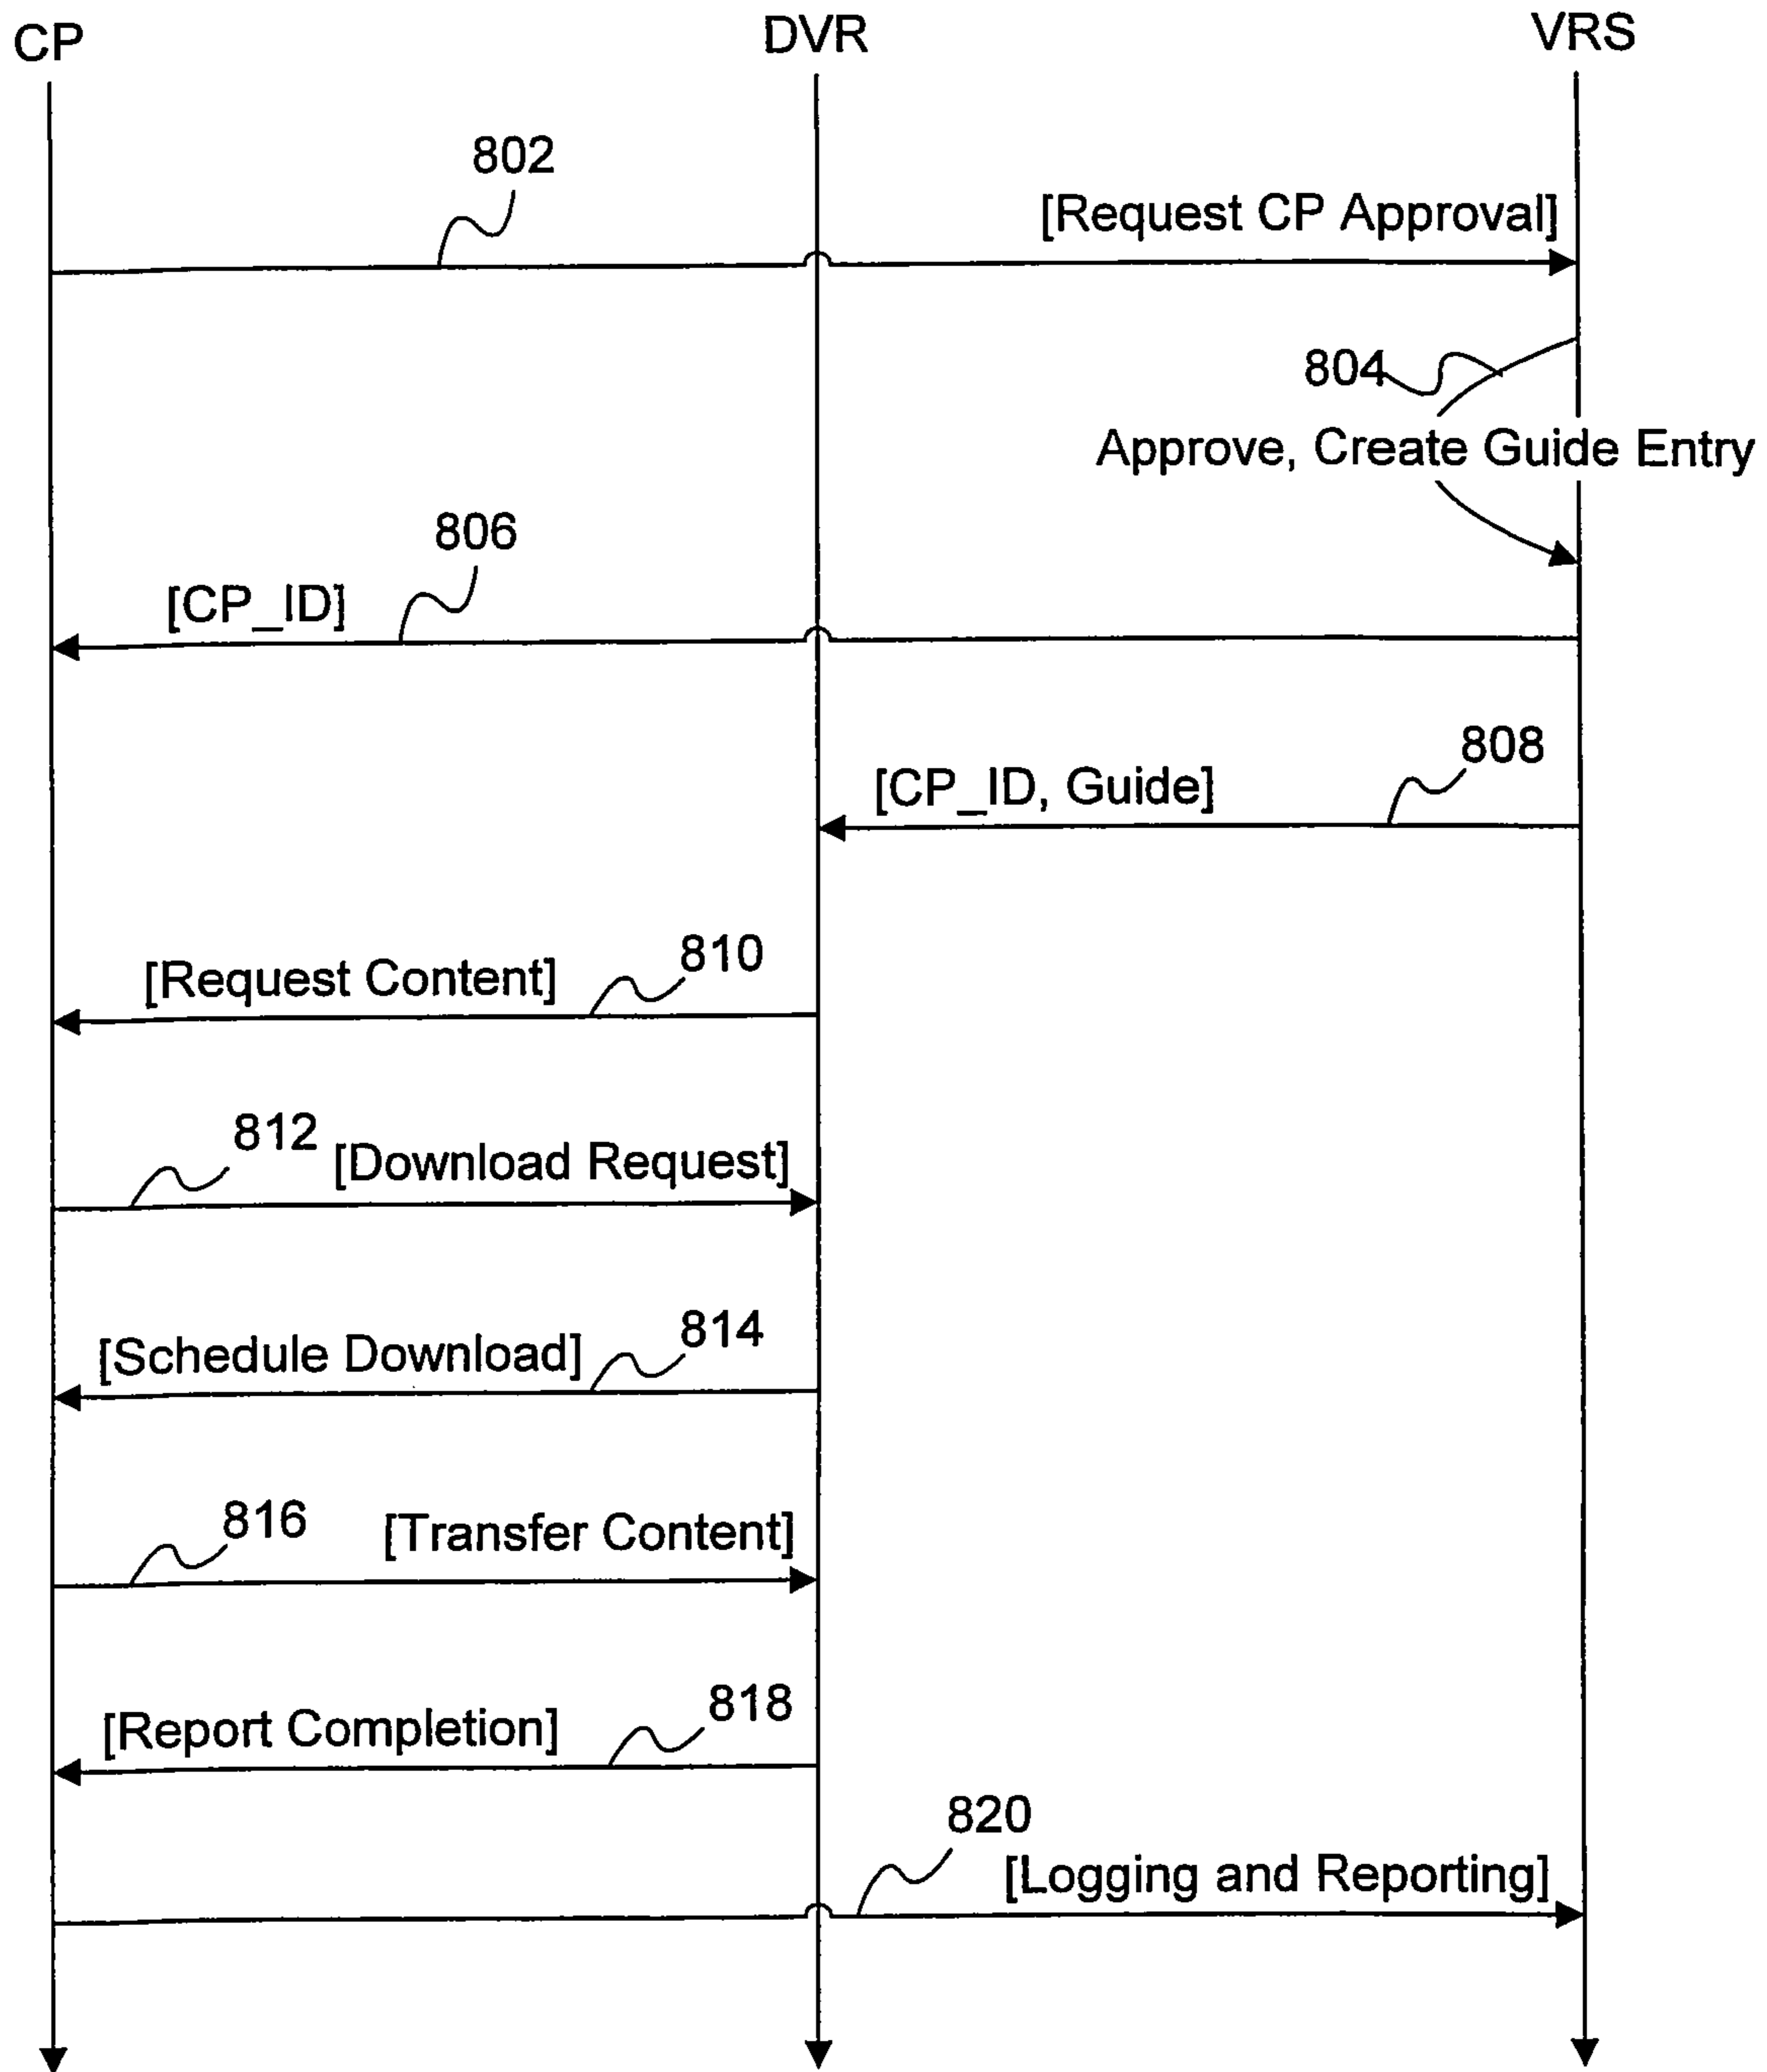 CP
DVR
VRS
802
[Request CP Approval]
804
Approve, Create Guide Entry
806
[CP_ID]
808
[CP_ID, Guide]
810
[Request Content]
812
[Download Request]
814
[Schedule Download]
816
[Transfer Content]
818
[Report Completion]
820
[Logging and Reporting]